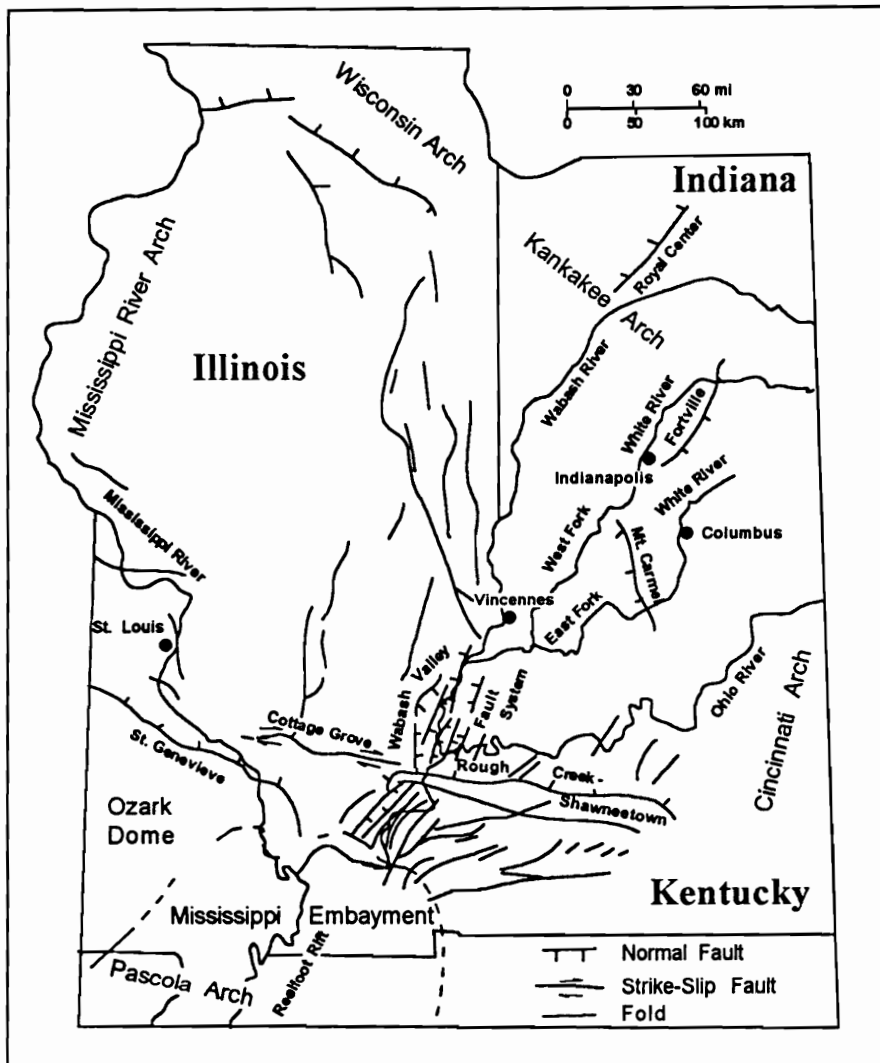 Wisconsin Arch
0 30 60 mi
0 50 100 km
Indiana
Royal Center
Kankakee Arch
Mississippi River Arch
Illinois
Wabash River
White River
Fortville
Indianapolis
White River
Mississippi River
West Fork
Mt. Carmel
Columbus
Vincennes
East Fork
St. Louis
Wabash Valley
Fault System
Ohio River
Cincinnati Arch
Cottage Grove
St. Genevieve
Rough Creek-
Shawneetown
Ozark
Dome
Kentucky
Mississippi Embayment
Reelfoot Rift
Pascola Arch
Normal Fault
Strike-Slip Fault
Fold